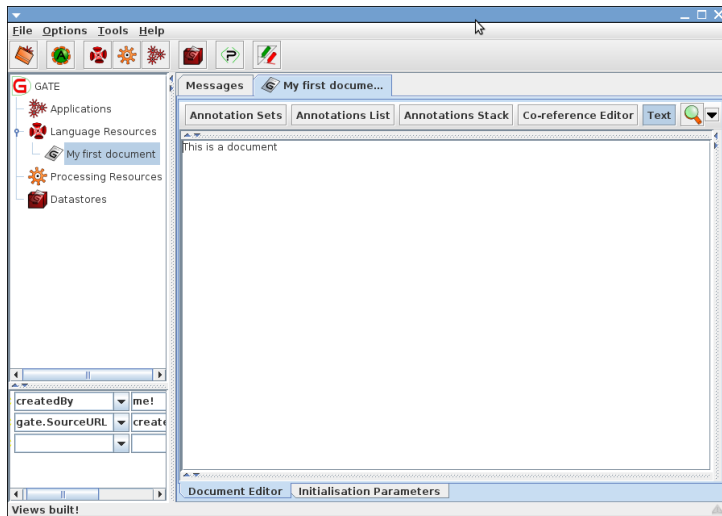 File Options Tools Help
GATE
Applications
Language Resources
My first document
Processing Resources
Datastores
createdBy me!
gate.SourceURL create
Messages My first docume...
Annotation Sets Annotations List Annotations Stack Co-reference Editor Text
This is a document
Document Editor Initialisation Parameters
Views built!